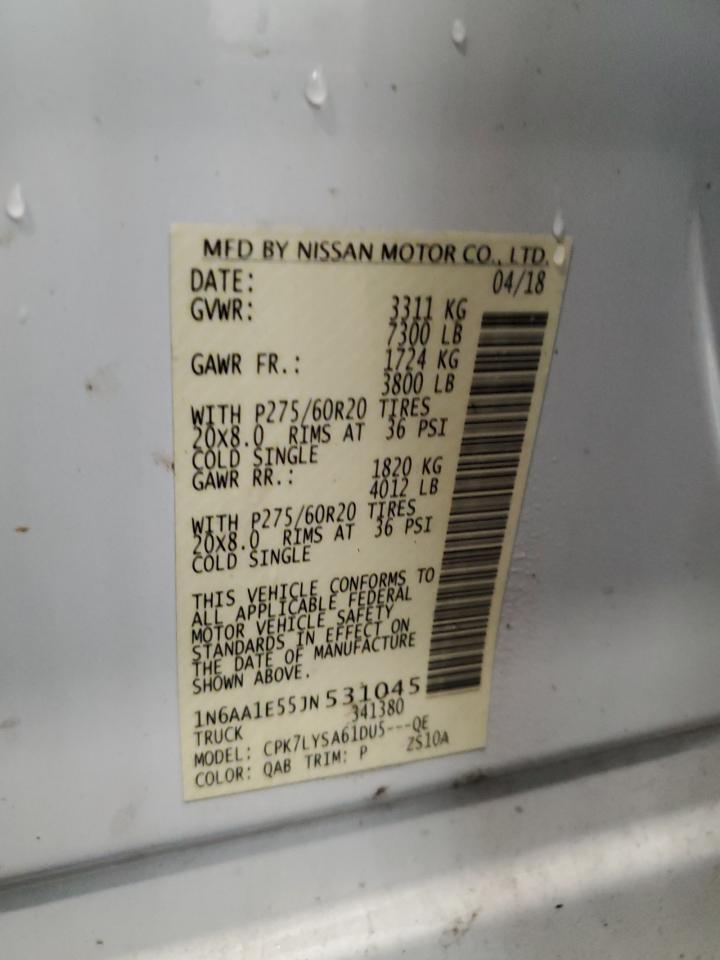 MFD BY NISSAN MOTOR CO., LTD.
DATE: 04/18
GVWR: 3311 KG
7300 LB
GAWR FR.: 1724 KG
3800 LB
WITH P275/60R20 TIRES
20X8.0 RIMS AT 36 PSI
COLD SINGLE
GAWR RR.: 1820 KG
4012 LB
WITH P275/60R20 TIRES
20X8.0 RIMS AT 36 PSI
COLD SINGLE
THIS VEHICLE CONFORMS TO
ALL APPLICABLE FEDERAL
MOTOR VEHICLE SAFETY
STANDARDS IN EFFECT ON
THE DATE OF MANUFACTURE
SHOWN ABOVE.
1N6AA1E55JN531045
TRUCK 341380
MODEL: CPK7LYSA61DU5---QE
COLOR: QAB TRIM: P ZS10A